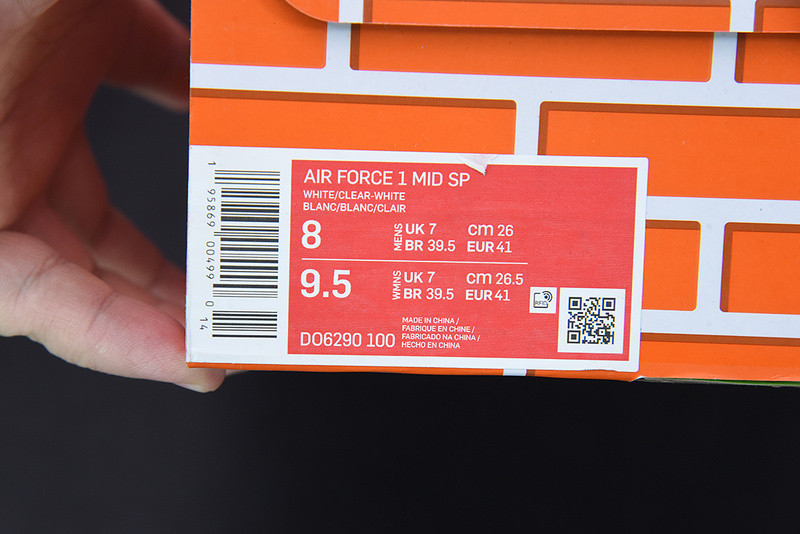 AIR FORCE 1 MID SP
WHITE/CLEAR-WHITE
BLANC/BLANC/CLAIR
8 MENS UK 7 cm 26
BR 39.5 EUR 41
9.5 WMNS UK 7 cm 26.5
BR 39.5 EUR 41
RFID
DO6290 100
MADE IN CHINA /
FABRIQUE EN CHINE /
FABRICADO NA CHINA /
HECHO EN CHINA
1 95869 00499 0 14